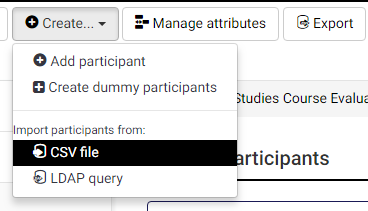 Create... Manage attributes Export
Add participant
Create dummy participants
Studies Course Evalua
Import participants from:
CSV file
articipants
LDAP query